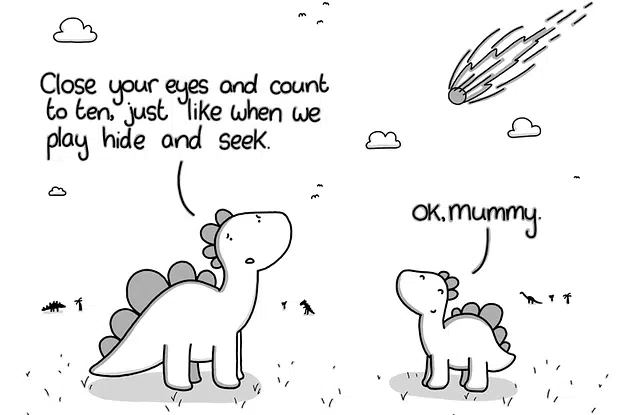 Close your eyes and count
to ten, just like when we
play hide and seek.
OK, mummy.